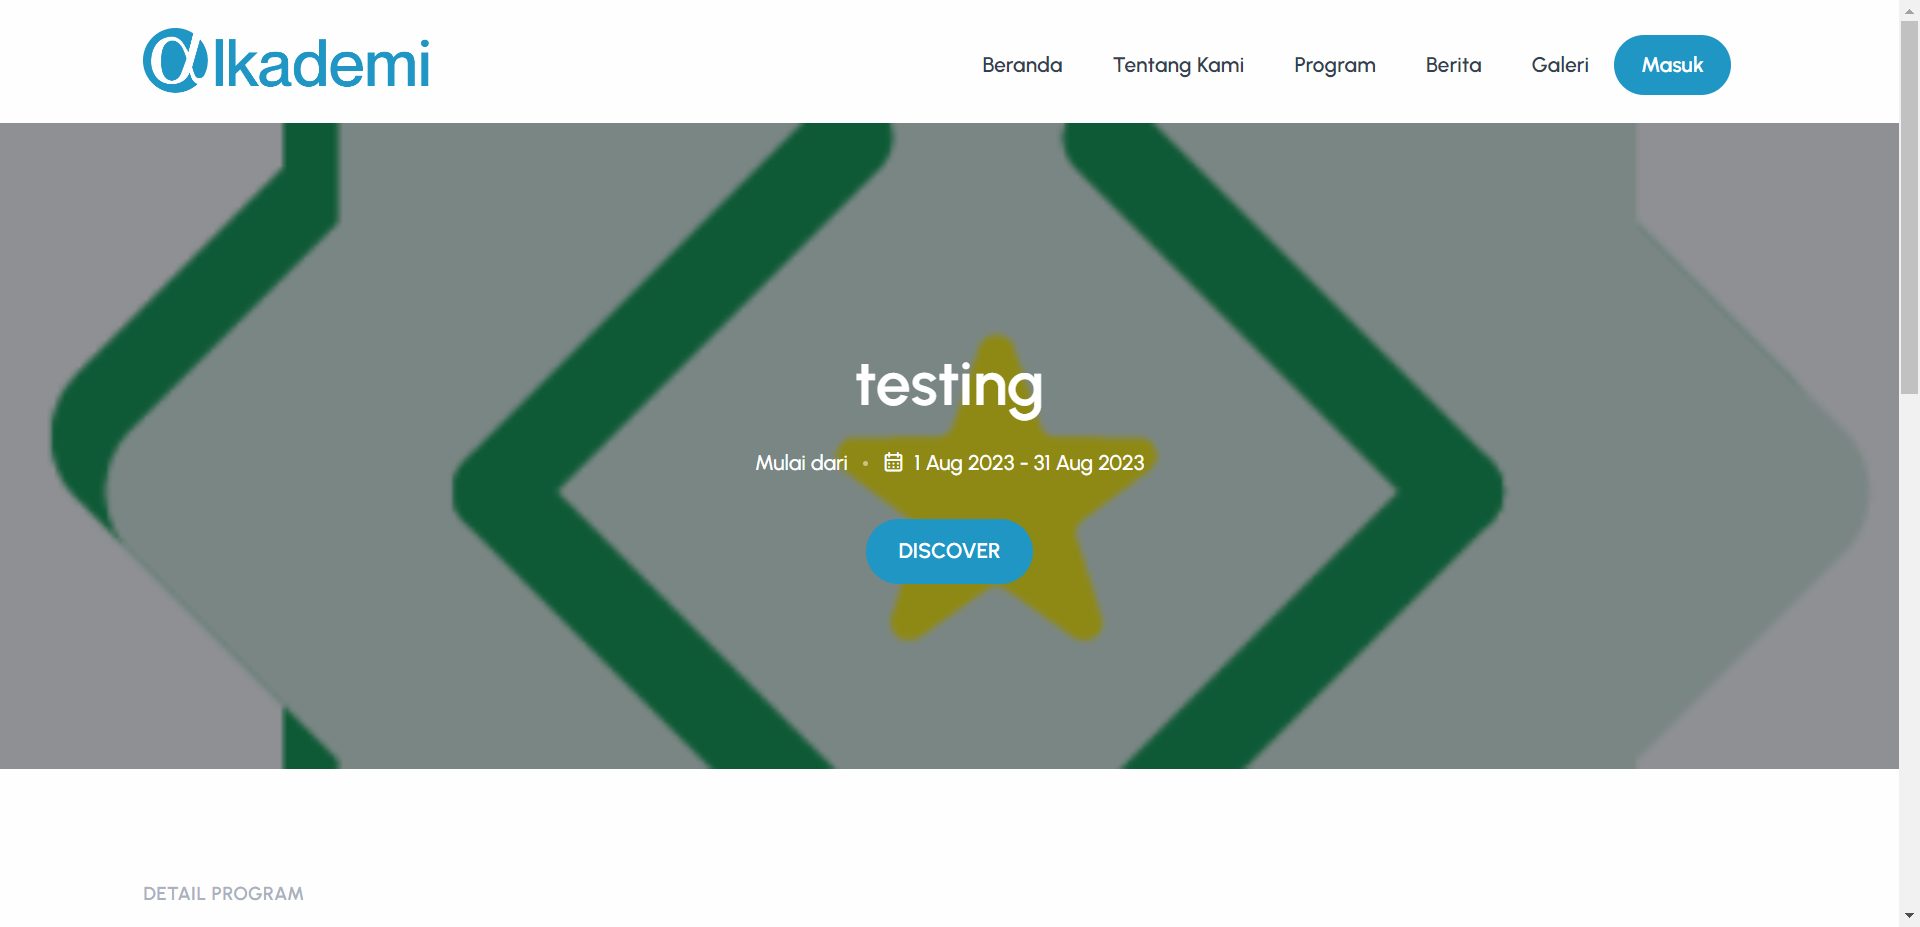 @lkademi
Beranda Tentang Kami Program Berita Galeri Masuk
testing
Mulai dari • 1 Aug 2023 - 31 Aug 2023
DISCOVER
DETAIL PROGRAM